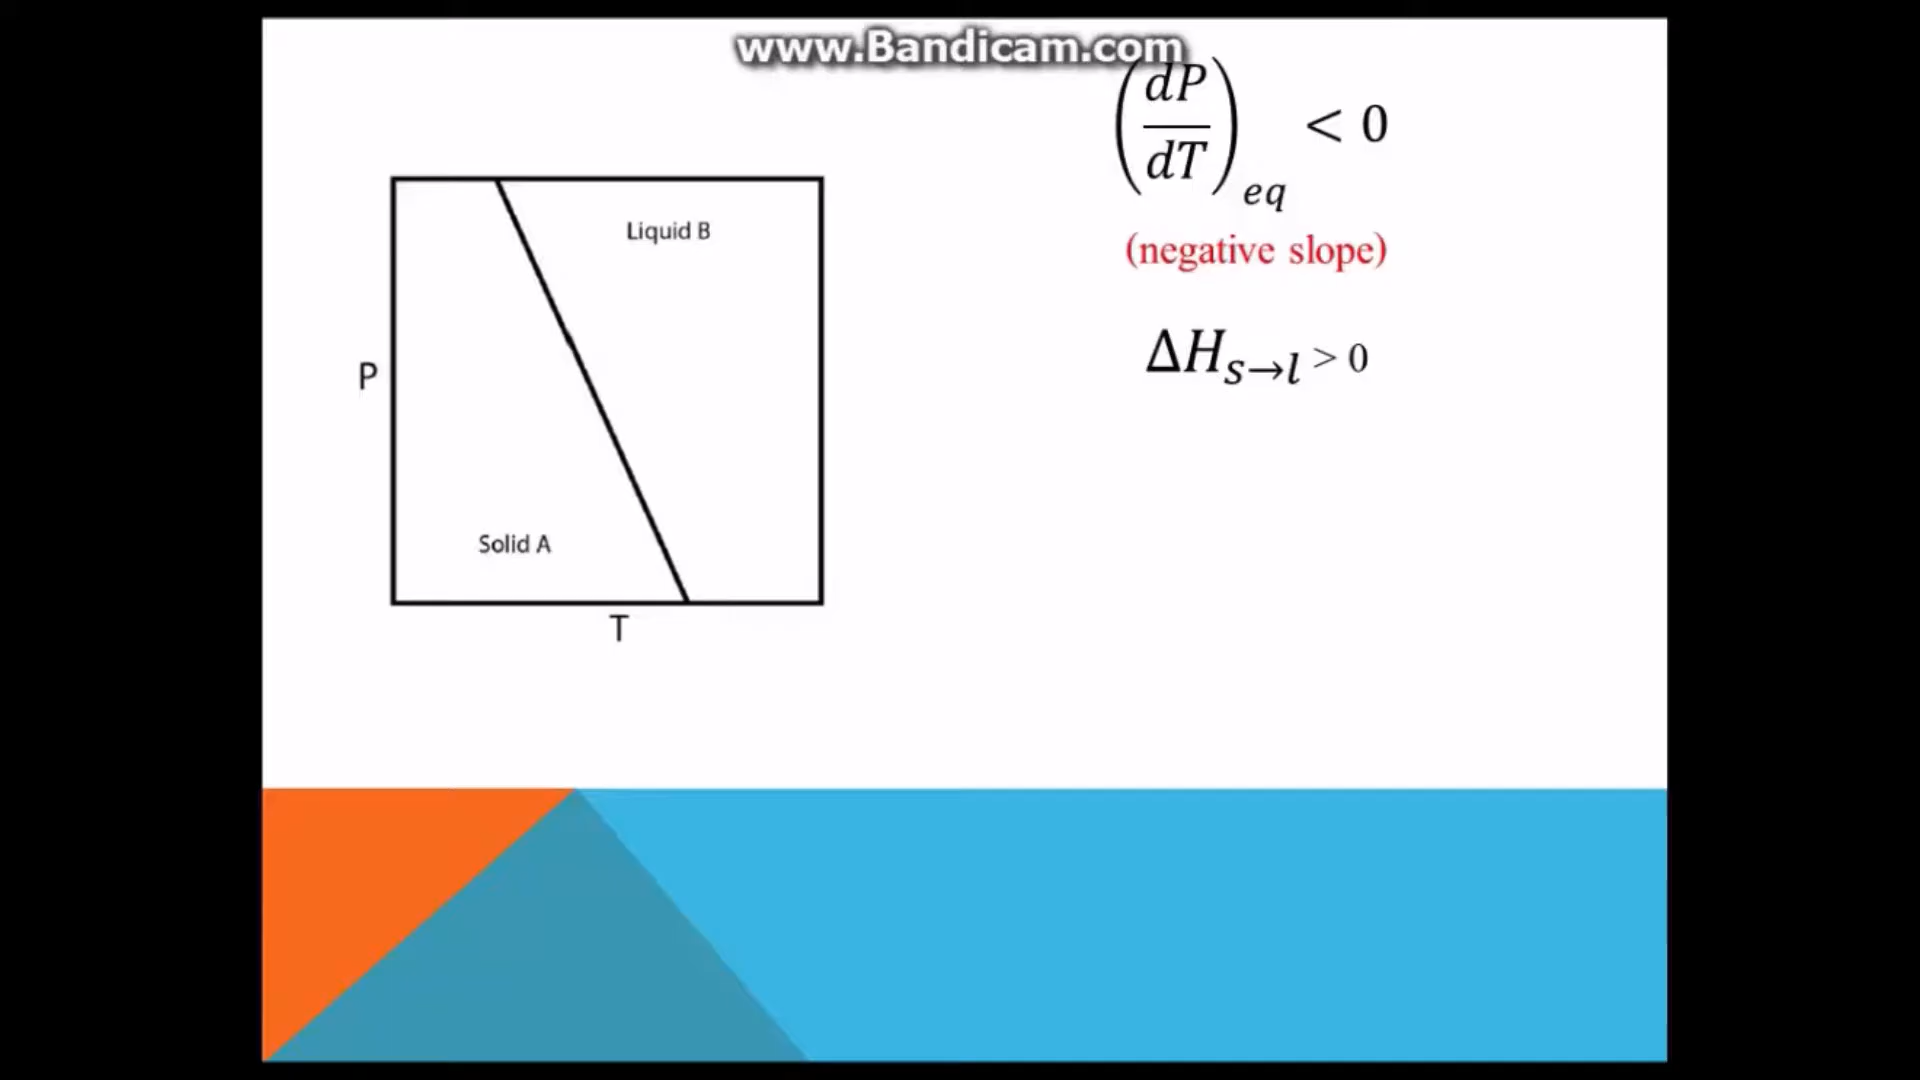 www.Bandicam.com
(dP/dT)eq < 0
(negative slope)
ΔHs→l > 0
Liquid B
P
Solid A
T